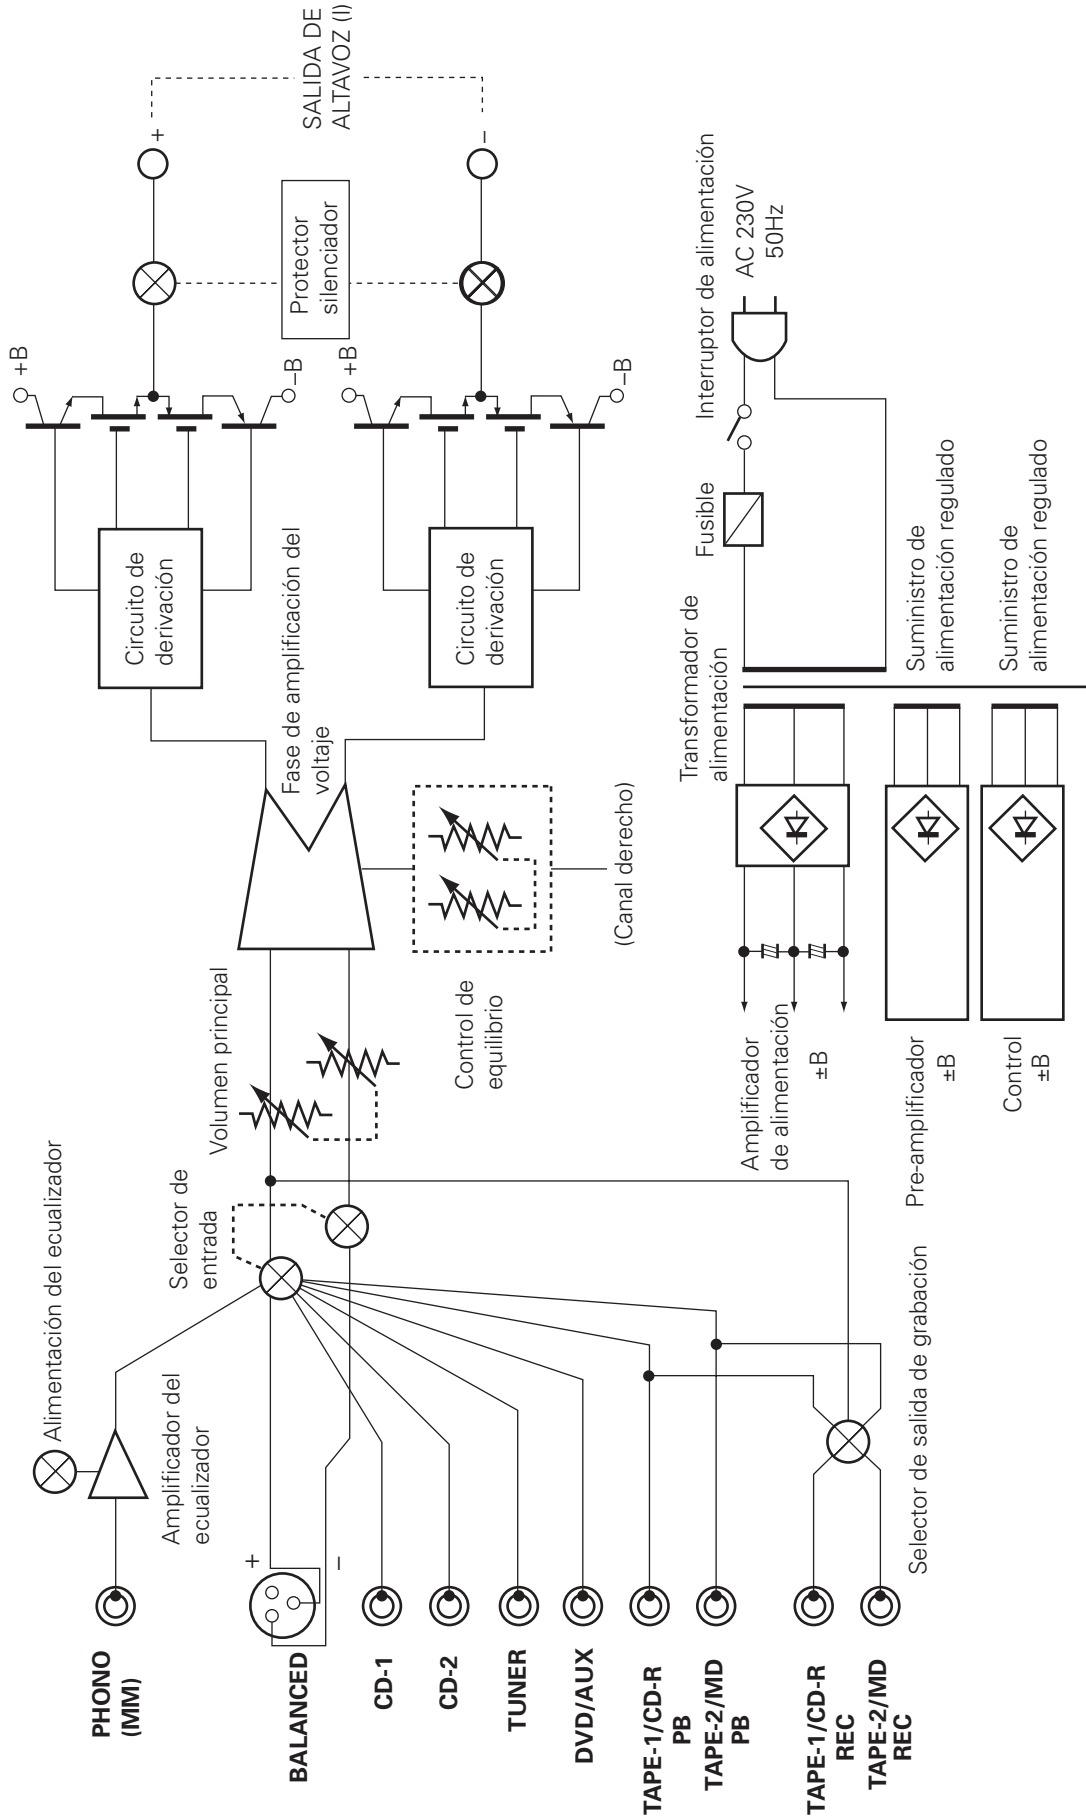 PHONO
(MM)
BALANCED
CD-1
CD-2
TUNER
DVD/AUX
TAPE-1/CD-R
PB
TAPE-2/MD
PB
TAPE-1/CD-R
REC
TAPE-2/MD
REC
+
–
Alimentación del ecualizador
Amplificador del
ecualizador
Selector de
entrada
Selector de salida de grabación
Volumen principal
Control de
equilibrio
(Canal derecho)
Fase de amplificación del
voltaje
Circuito de
derivación
Circuito de
derivación
+B
–B
+B
–B
Protector
silenciador
+
–
SALIDA DE
ALTAVOZ (I)
Amplificador
de alimentación
±B
Pre-amplificador
±B
Control
±B
Transformador de
alimentación
Suministro de
alimentación regulado
Suministro de
alimentación regulado
Fusible
Interruptor de alimentación
AC 230V
50Hz